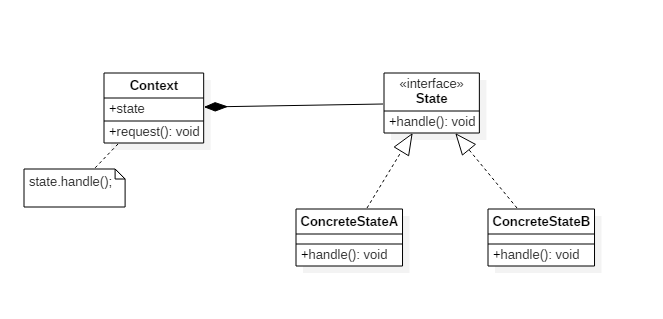 Context
+state
+request(): void
state.handle();
«interface»
State
+handle(): void
ConcreteStateA
+handle(): void
ConcreteStateB
+handle(): void